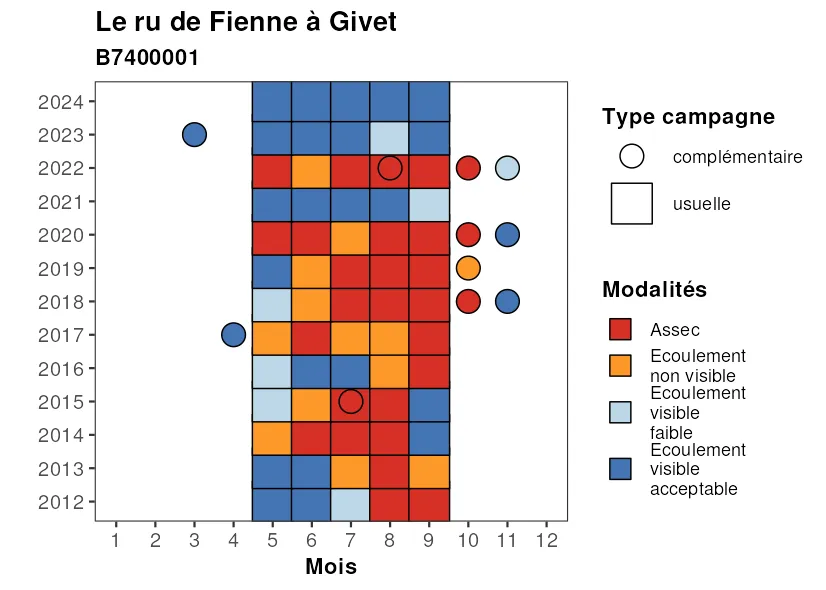 Le ru de Fienne à Givet
B7400001
2024
2023
2022
2021
2020
2019
2018
2017
2016
2015
2014
2013
2012
1 2 3 4 5 6 7 8 9 10 11 12
Mois
Type campagne
complémentaire
usuelle
Modalités
Assec
Ecoulement
non visible
Ecoulement
visible
faible
Ecoulement
visible
acceptable